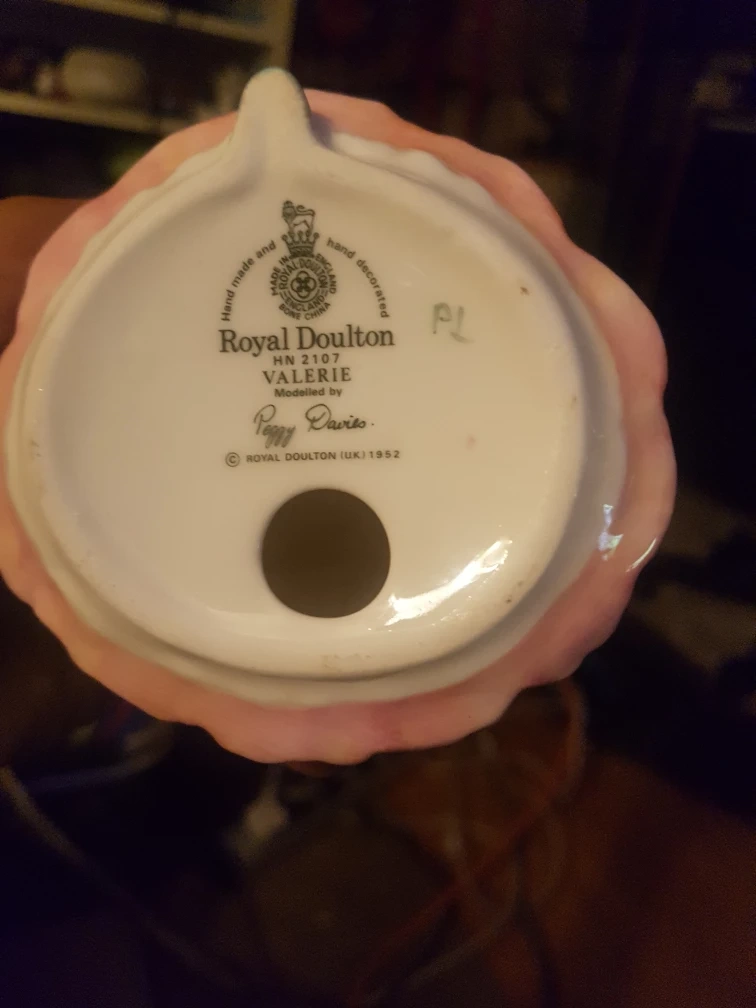 Hand made and hand decorated
MADE IN ENGLAND
ROYAL DOULTON
ENGLAND
BONE CHINA
Royal Doulton
HN 2107
VALERIE
Modelled by
Peggy Davies.
© ROYAL DOULTON (UK) 1952
PL